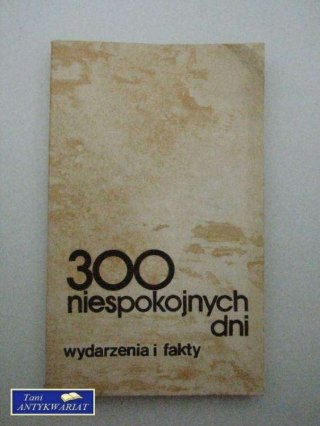 300
niespokojnych
dni
wydarzenia i fakty
Tani
ANTYKWARIAT